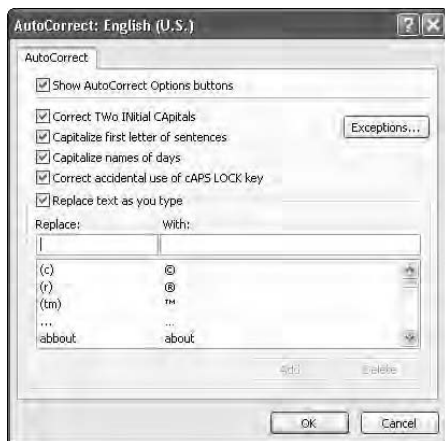 AutoCorrect: English (U.S.)
AutoCorrect
Show AutoCorrect Options buttons
Correct TWo INitial CApitals
Exceptions...
Capitalize first letter of sentences
Capitalize names of days
Correct accidental use of cAPS LOCK key
Replace text as you type
Replace: With:
(c) ©
(r) ®
(tm) ™
... …
abbout about
Add Delete
OK Cancel